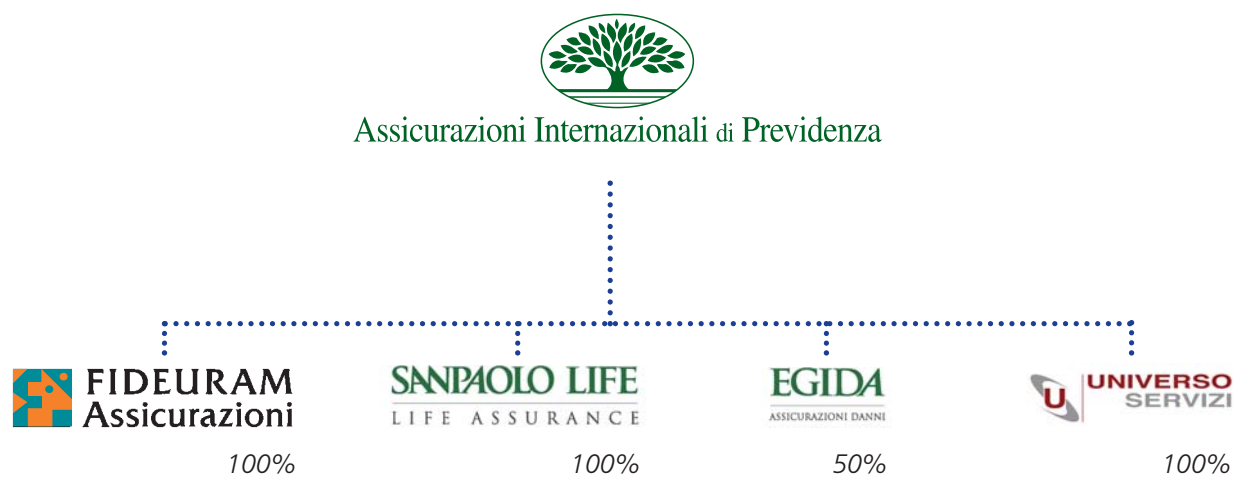 Assicurazioni Internazionali di Previdenza
FIDEURAM
Assicurazioni
100%
SANPAOLO LIFE
LIFE ASSURANCE
100%
EGIDA
ASSICURAZIONI DANNI
50%
U
UNIVERSO
SERVIZI
100%